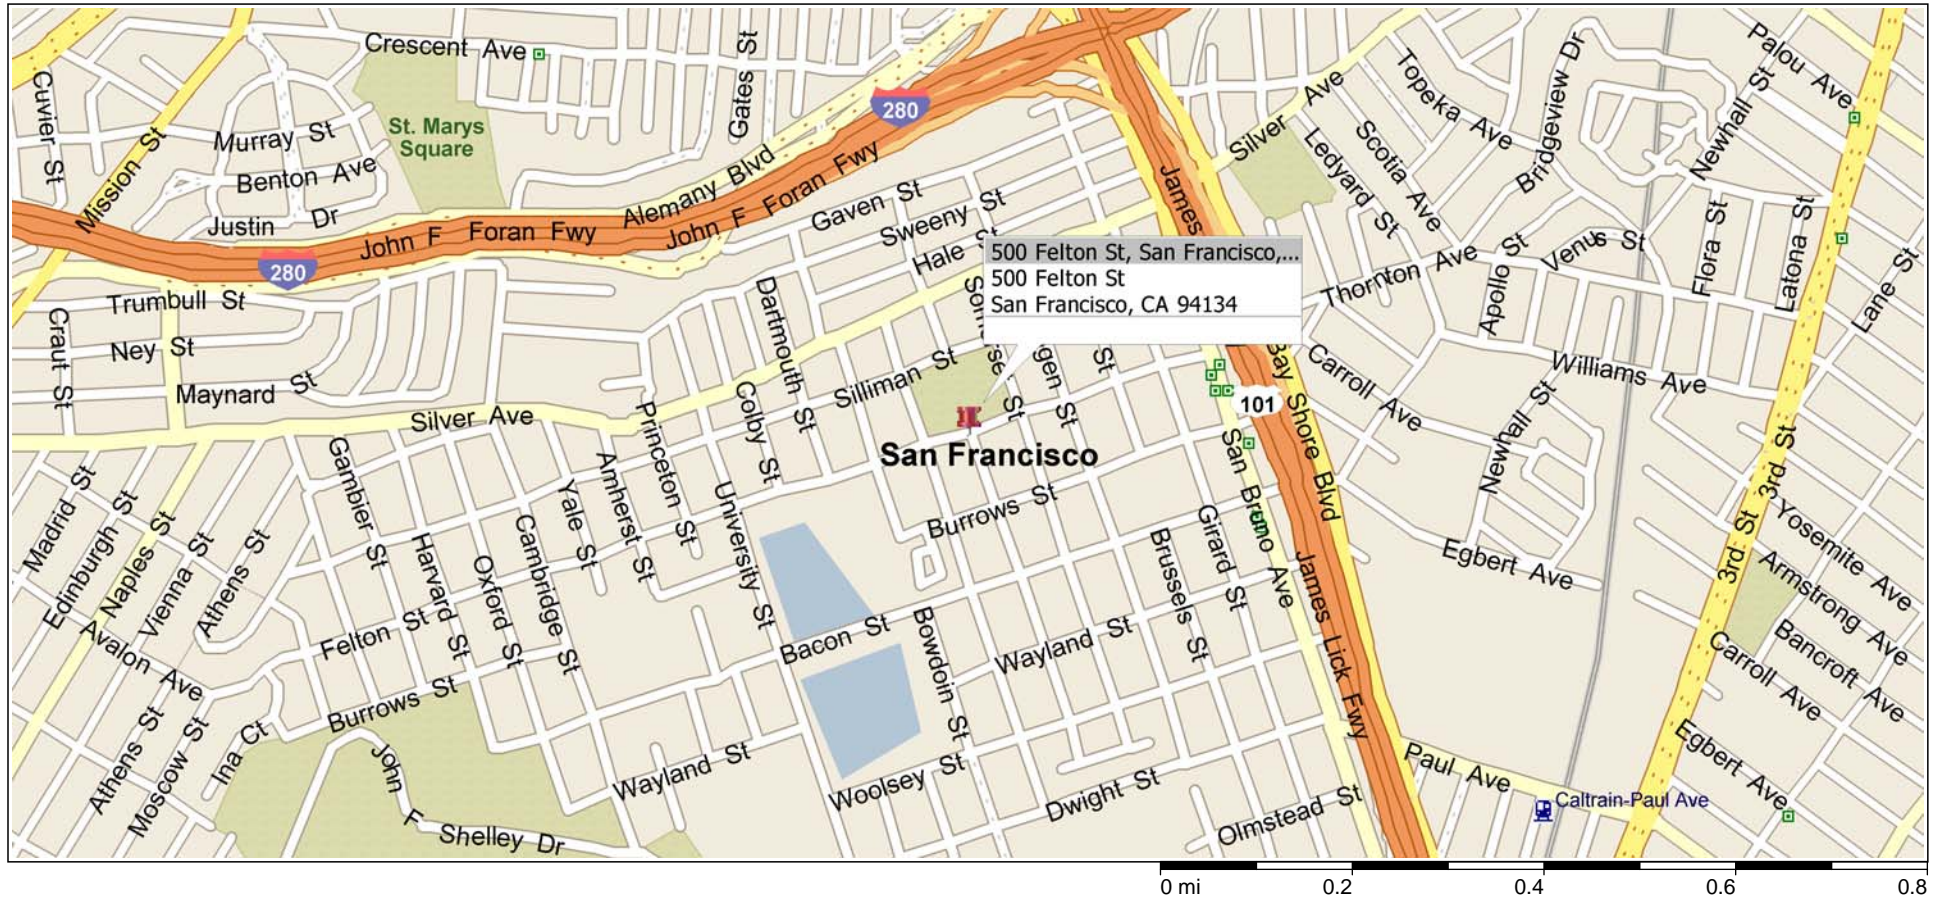 Crescent Ave
Gates St
Cuvier St
Mission St
Murray St
St. Marys
Square
Benton Ave
Justin Dr
280
Alemany Blvd
John F Foran Fwy
John F Foran Fwy
280
Gaven St
Sweeny St
Hale St
James
Silver Ave
Topeka Ave
Scotia Ave
Ledyard St
Bridgeview Dr
Newhall St
Palou Ave
Flora St
Latona St
Lane St
Venus St
Apollo St
Thornton Ave
500 Felton St, San Francisco,...
500 Felton St
San Francisco, CA 94134
Trumbull St
Craut St
Ney St
Maynard St
Silver Ave
Dartmouth St
Colby St
Silliman St
St
St
St
101
Bay Shore Blvd
Carroll Ave
Williams Ave
Newhall St
3rd St
3rd St
San Francisco
Princeton St
Gambier St
Amherst St
Yale St
University St
Cambridge St
Oxford St
Harvard St
Madrid St
Edinburgh St
Naples St
Vienna St
Athens St
Avalon Ave
Felton St
Burrows St
Burrows St
Bacon St
Bowdoin St
Wayland St
Brussels St
Girard St
San Bruno Ave
James Lick Fwy
Egbert Ave
Yosemite Ave
Armstrong Ave
Bancroft Ave
Carroll Ave
Egbert Ave
Paul Ave
Caltrain-Paul Ave
Athens St
Moscow St
Ina Ct
John F Shelley Dr
Wayland St
Woolsey St
Dwight St
Olmstead St
0 mi 0.2 0.4 0.6 0.8